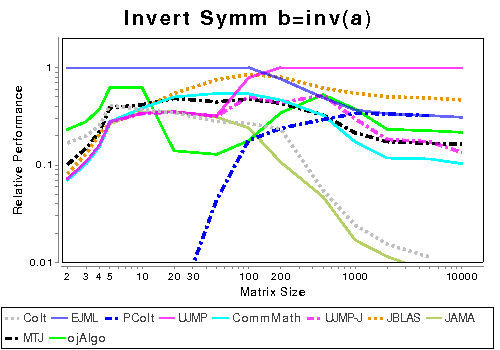 Invert Symm b=inv(a)
Relative Performance
1
0.1
0.01
2 3 4 5 10 20 30 100 200 1000 10000
Matrix Size
Colt EJML PColt UJMP CommMath UJMP-J JBLAS JAMA
MTJ ojAlgo